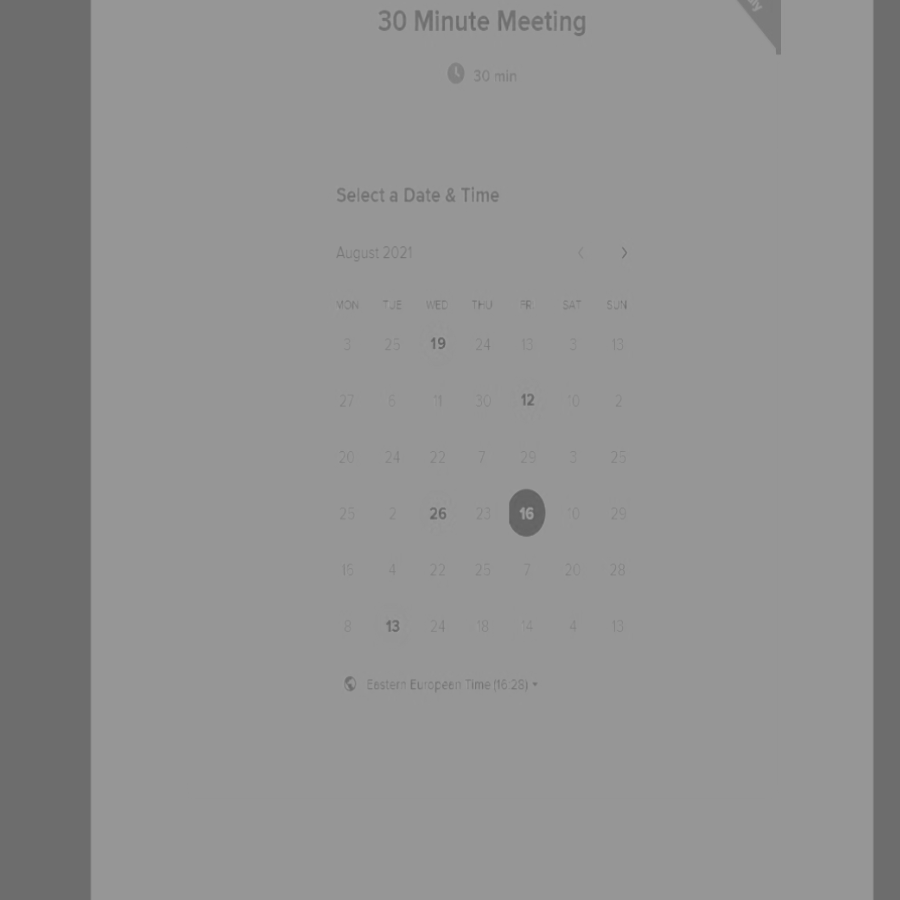 30 Minute Meeting
30 min
Select a Date & Time
August 2021
MON TUE WED THU FR SAT SUN
3 25 19 24 13 3 13
27 6 11 30 12 10 2
20 24 22 7 29 3 25
25 2 26 23 16 10 29
15 4 22 25 7 20 28
8 13 24 18 14 4 13
Eastern European Time (16:28)